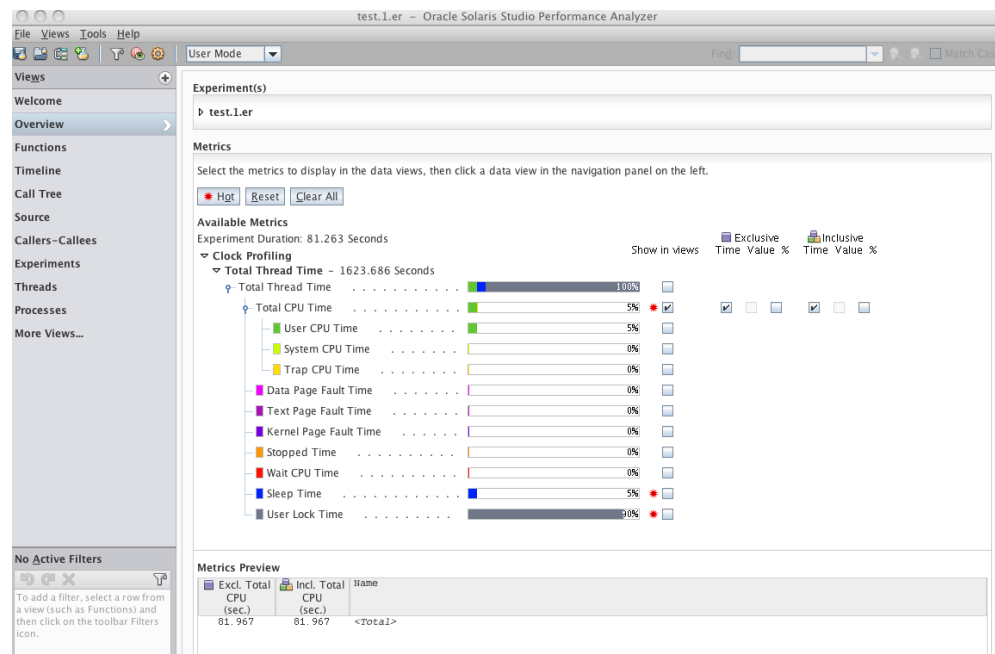 test.1.er - Oracle Solaris Studio Performance Analyzer
File Views Tools Help
User Mode
Find:
Match Cas
Views
Welcome
Overview
Functions
Timeline
Call Tree
Source
Callers-Callees
Experiments
Threads
Processes
More Views...
No Active Filters
To add a filter, select a row from
a view (such as Functions) and
then click on the toolbar Filters
icon.
Experiment(s)
test.1.er
Metrics
Select the metrics to display in the data views, then click a data view in the navigation panel on the left.
Hot Reset Clear All
Available Metrics
Experiment Duration: 81.263 Seconds
Exclusive Inclusive
Show in views Time Value % Time Value %
Clock Profiling
Total Thread Time - 1623.686 Seconds
Total Thread Time . . . . . . . . . . . 100%
Total CPU Time . . . . . . . . . . . 5%
User CPU Time . . . . . . . . 5%
System CPU Time . . . . . . . 0%
Trap CPU Time . . . . . . . . 0%
Data Page Fault Time . . . . . . . 0%
Text Page Fault Time . . . . . . . 0%
Kernel Page Fault Time . . . . . . 0%
Stopped Time . . . . . . . . . . 0%
Wait CPU Time . . . . . . . . . . 0%
Sleep Time . . . . . . . . . . . . 5%
User Lock Time . . . . . . . . . 90%
Metrics Preview
Excl. Total Incl. Total Name
CPU CPU
(sec.) (sec.)
81.967 81.967 <Total>